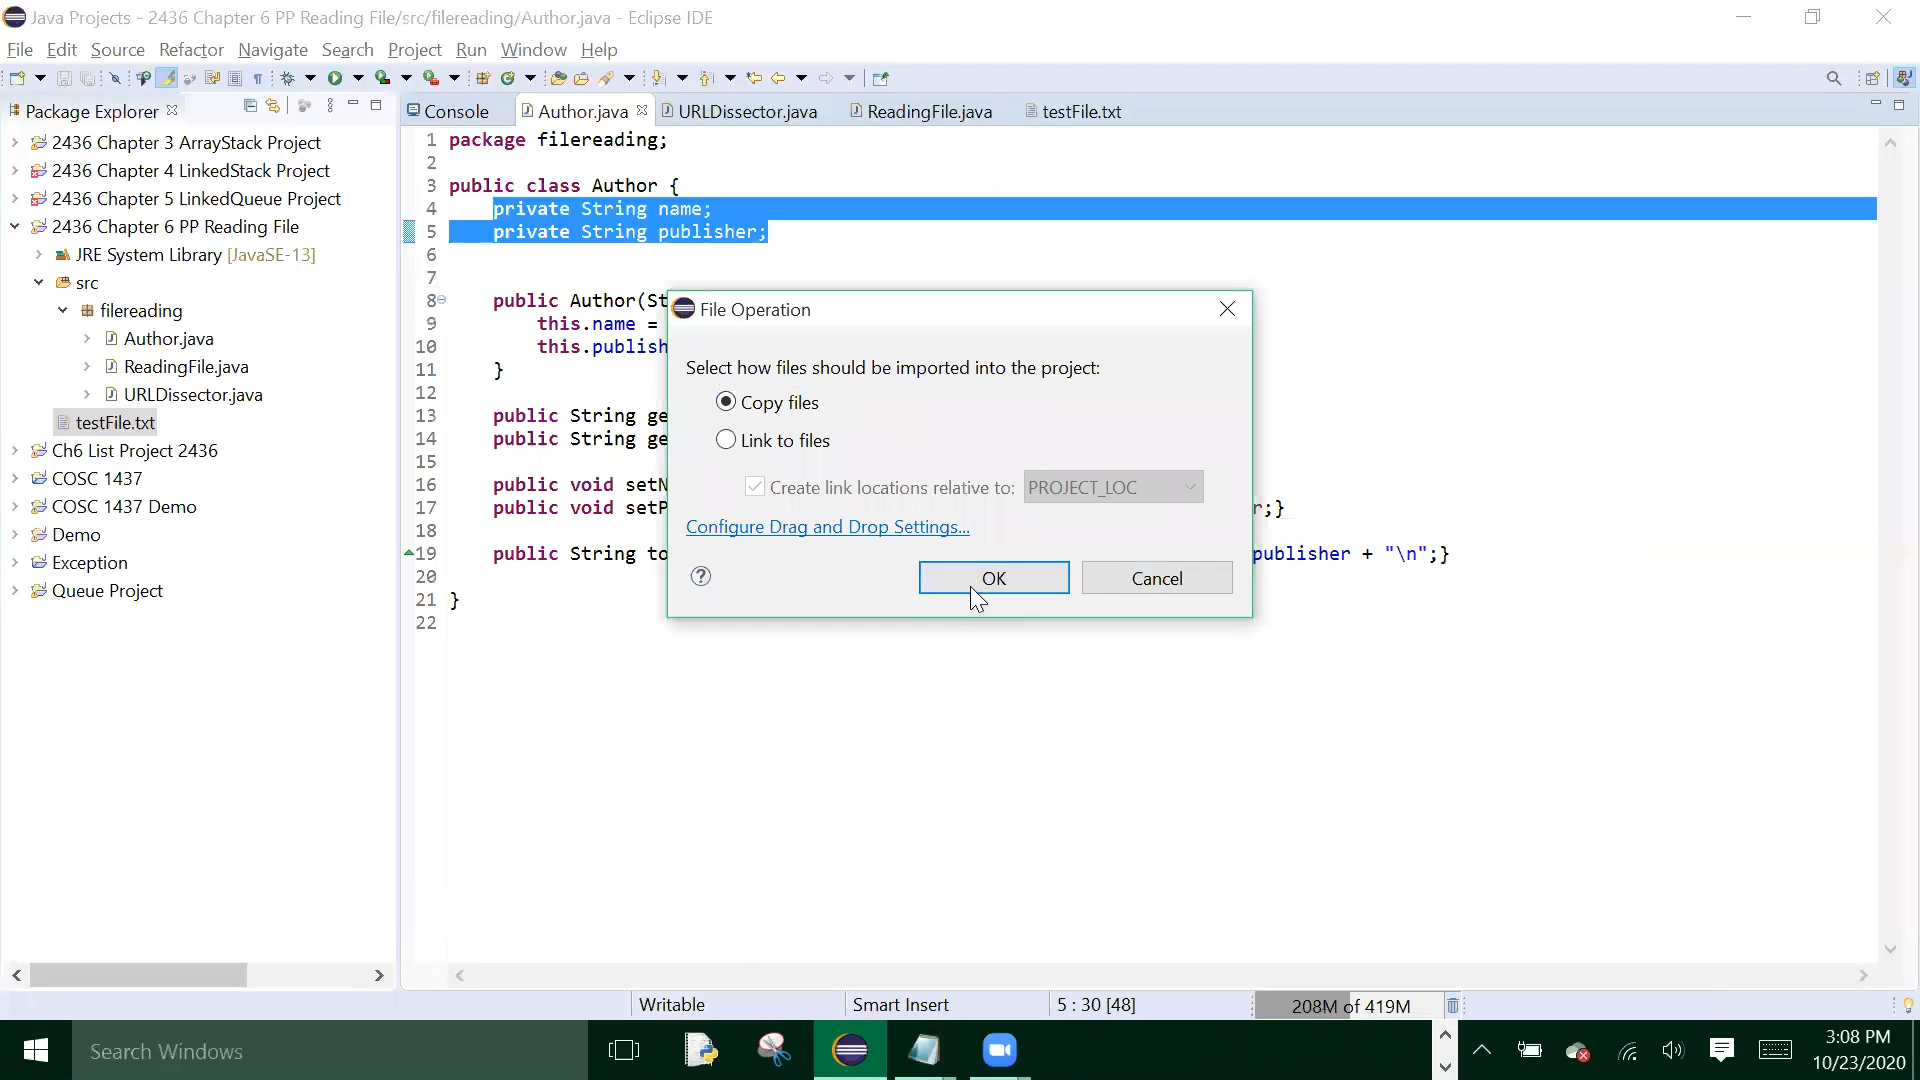 Java Projects - 2436 Chapter 6 PP Reading File/src/filereading/Author.java - Eclipse IDE
File Edit Source Refactor Navigate Search Project Run Window Help
Package Explorer
2436 Chapter 3 ArrayStack Project
2436 Chapter 4 LinkedStack Project
2436 Chapter 5 LinkedQueue Project
2436 Chapter 6 PP Reading File
JRE System Library [JavaSE-13]
src
filereading
Author.java
ReadingFile.java
URLDissector.java
testFile.txt
Ch6 List Project 2436
COSC 1437
COSC 1437 Demo
Demo
Exception
Queue Project
Console Author.java URLDissector.java ReadingFile.java testFile.txt
1 package filereading;
2
3 public class Author {
4 private String name;
5 private String publisher;
6
7
8 public Author(St
9 this.name =
10 this.publish
11 }
12
13 public String ge
14 public String ge
15
16 public void setN
17 public void setP r;}
18
19 public String to publisher + "\n";}
20
21 }
22
File Operation
Select how files should be imported into the project:
Copy files
Link to files
Create link locations relative to: PROJECT_LOC
Configure Drag and Drop Settings...
OK Cancel
Writable Smart Insert 5 : 30 [48] 208M of 419M
Search Windows
3:08 PM
10/23/2020